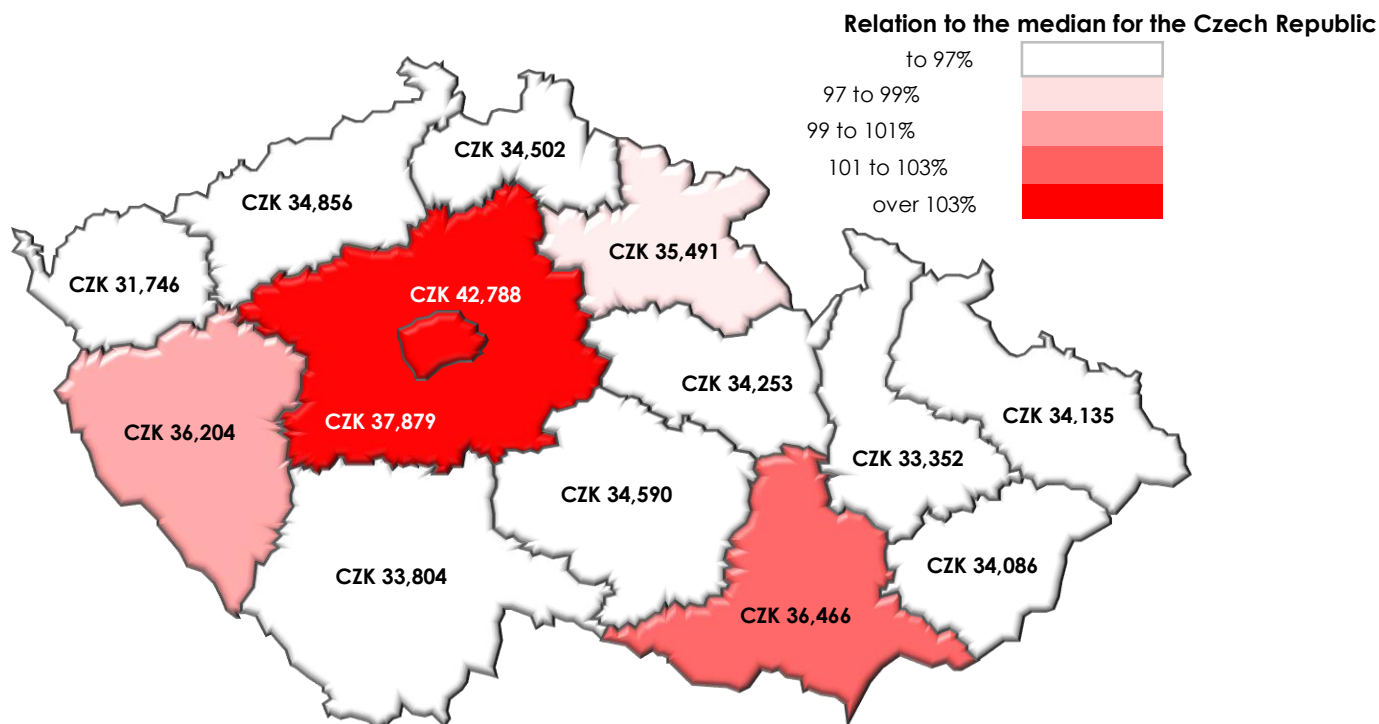 Relation to the median for the Czech Republic
to 97%
97 to 99%
99 to 101%
101 to 103%
over 103%
CZK 34,502
CZK 34,856
CZK 35,491
CZK 31,746
CZK 42,788
CZK 34,253
CZK 34,135
CZK 37,879
CZK 36,204
CZK 33,352
CZK 34,590
CZK 34,086
CZK 33,804
CZK 36,466